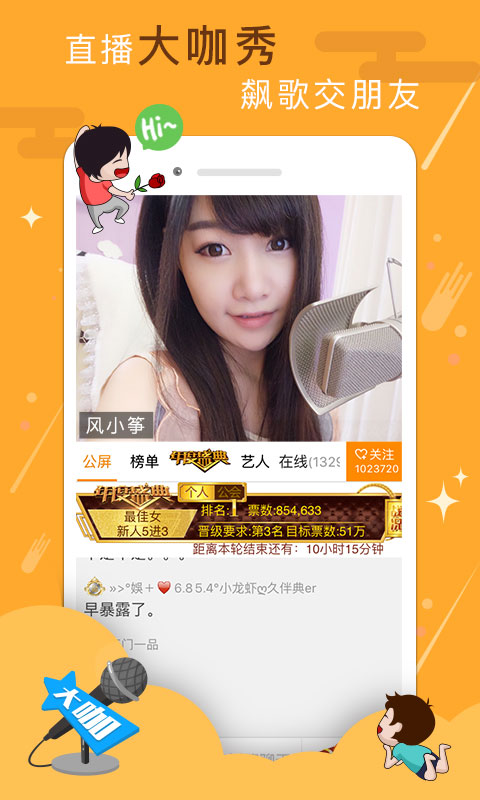 直播大咖秀
飙歌交朋友
Hi~
风小筝
公屏 榜单 年度盛典 艺人 在线(1329
关注
1023720
年度盛典 个人 公会
最佳女
新人5进3
排名:1 票数:854,633
晋级要求:第3名 目标票数:51万
距离本轮结束还有: 10小时15分钟
»>°娛+❤ 6.8 5.4°小龙虾ღ久伴典er
早暴露了。
门一品
大咖